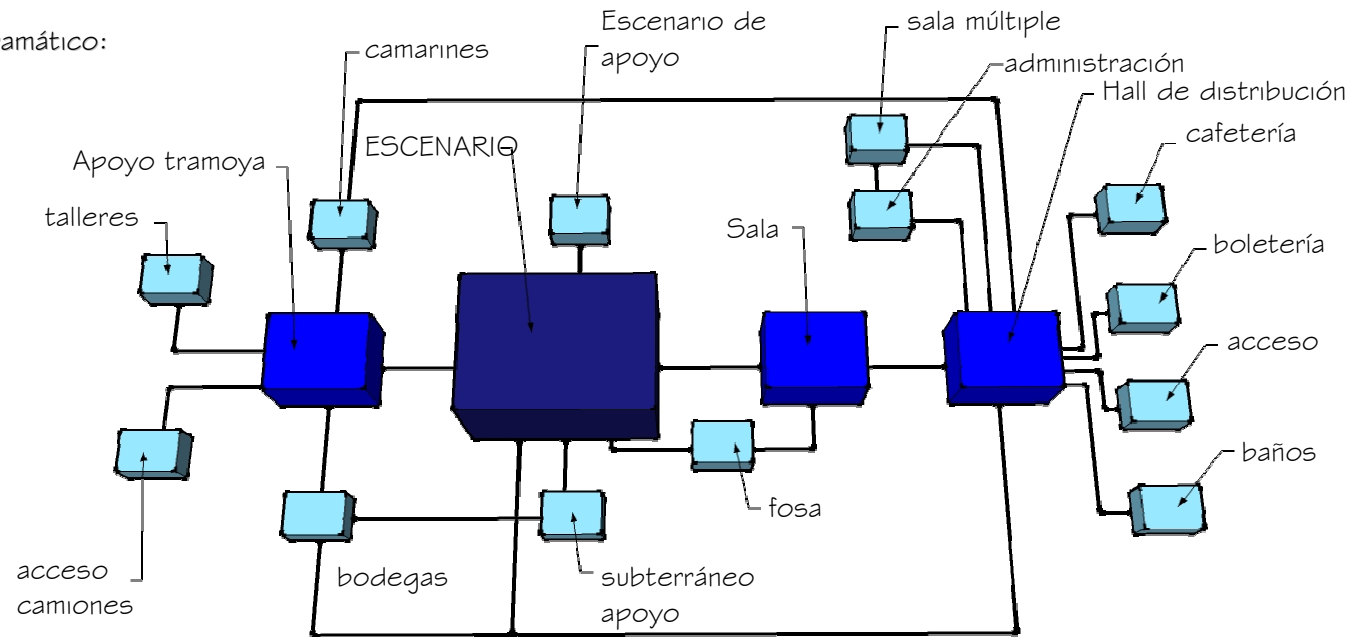 amático:
camarines
Escenario de
apoyo
sala múltiple
administración
Hall de distribución
cafetería
ESCENARIO
Apoyo tramoya
talleres
Sala
boletería
acceso
baños
fosa
bodegas
subterráneo
apoyo
acceso
camiones